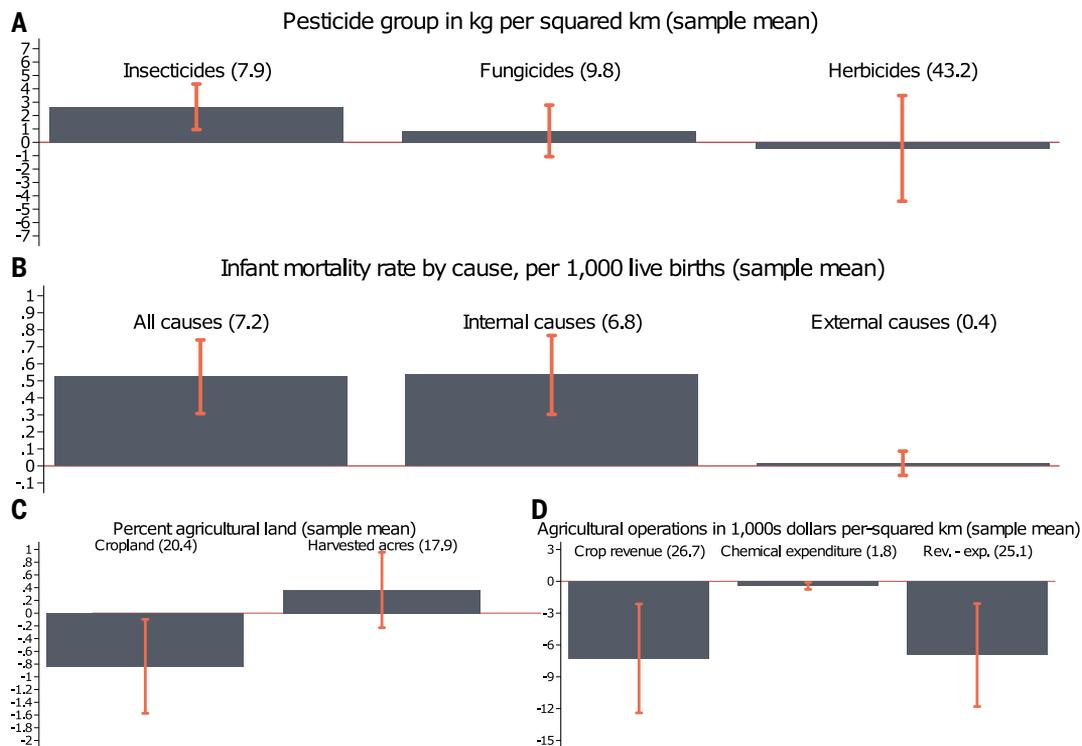 A
Pesticide group in kg per squared km (sample mean)
7
6
5
4
3
2
1
0
-1
-2
-3
-4
-5
-6
-7
Insecticides (7.9)
Fungicides (9.8)
Herbicides (43.2)
B
Infant mortality rate by cause, per 1,000 live births (sample mean)
1
.9
.8
.7
.6
.5
.4
.3
.2
.1
0
-.1
All causes (7.2)
Internal causes (6.8)
External causes (0.4)
C
Percent agricultural land (sample mean)
Cropland (20.4)
Harvested acres (17.9)
1
.8
.6
.4
.2
0
-.2
-.4
-.6
-.8
-1
-1.2
-1.4
-1.6
-1.8
-2
D
Agricultural operations in 1,000s dollars per-squared km (sample mean)
Crop revenue (26.7)
Chemical expenditure (1.8)
Rev. - exp. (25.1)
3
0
-3
-6
-9
-12
-15